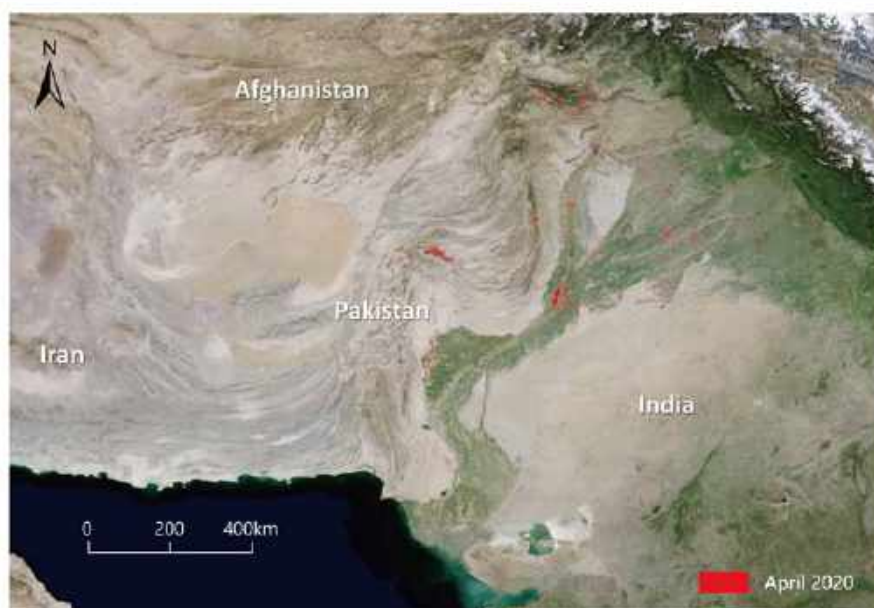 N
Afghanistan
Pakistan
Iran
India
0 200 400km
April 2020